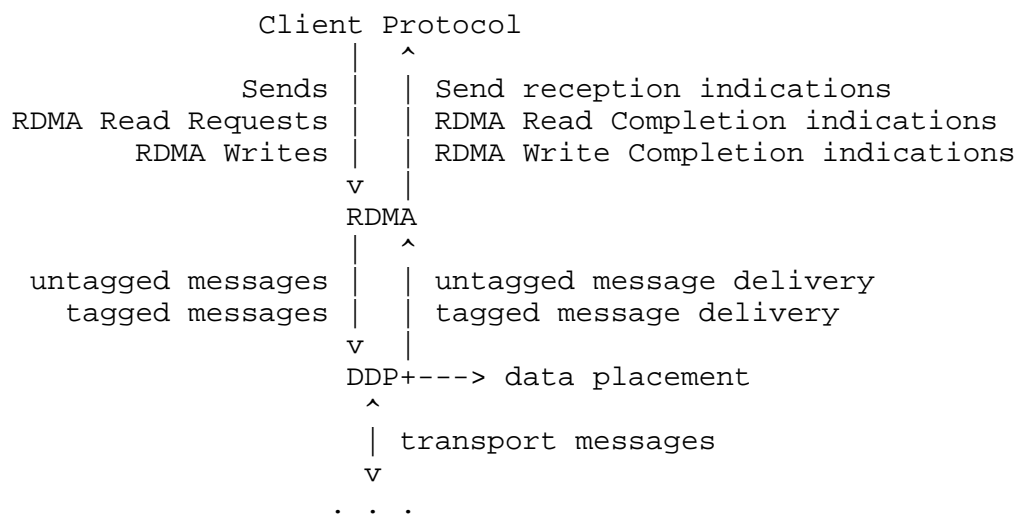 Client Protocol
| ^
Sends | | Send reception indications
RDMA Read Requests | | RDMA Read Completion indications
RDMA Writes | | RDMA Write Completion indications
v |
RDMA
| ^
untagged messages | | untagged message delivery
tagged messages | | tagged message delivery
v |
DDP+---> data placement
^
| transport messages
v
. . .